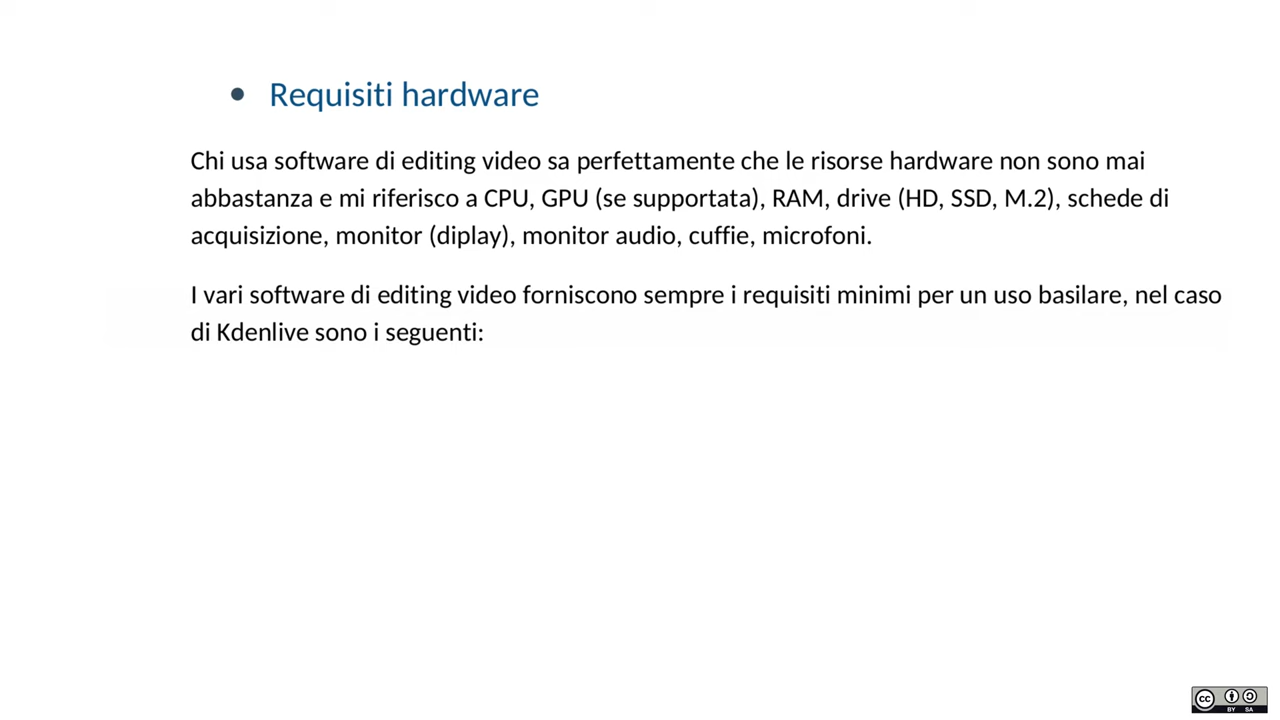 • Requisiti hardware
Chi usa software di editing video sa perfettamente che le risorse hardware non sono mai
abbastanza e mi riferisco a CPU, GPU (se supportata), RAM, drive (HD, SSD, M.2), schede di
acquisizione, monitor (diplay), monitor audio, cuffie, microfoni.
I vari software di editing video forniscono sempre i requisiti minimi per un uso basilare, nel caso
di Kdenlive sono i seguenti:
cc BY SA